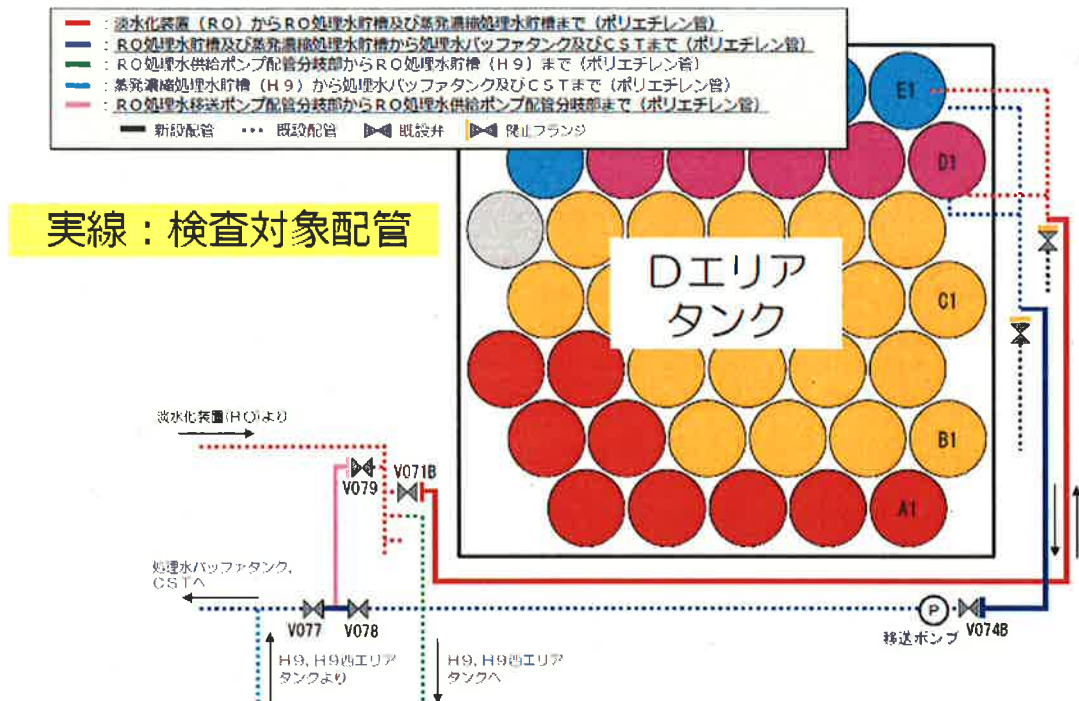 : 淡水化装置（RO）からRO処理水貯槽及び蒸発濃縮処理水貯槽まで（ポリエチレン管）
: RO処理水貯槽及び蒸発濃縮処理水貯槽から処理水バッファタンク及びCSTまで（ポリエチレン管）
: RO処理水供給ポンプ配管分岐部からRO処理水貯槽（H9）まで（ポリエチレン管）
: 蒸発濃縮処理水貯槽（H9）から処理水バッファタンク及びCSTまで（ポリエチレン管）
: RO処理水移送ポンプ配管分岐部からRO処理水供給ポンプ配管分岐部まで（ポリエチレン管）
新設配管 既設配管 既設弁 閉止フランジ
E1
D1
実線：検査対象配管
Dエリア
タンク
C1
B1
A1
淡水化装置(RO)より
V071B
V079
処理水バッファタンク,
CSTへ
V077 V078
P
移送ポンプ
V074B
H9,H9西エリア
タンクより
H9,H9西エリア
タンクへ